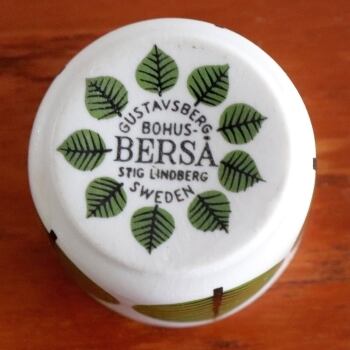 GUSTAVSBERG
BOHUS-
BERSÅ
STIG LINDBERG
SWEDEN